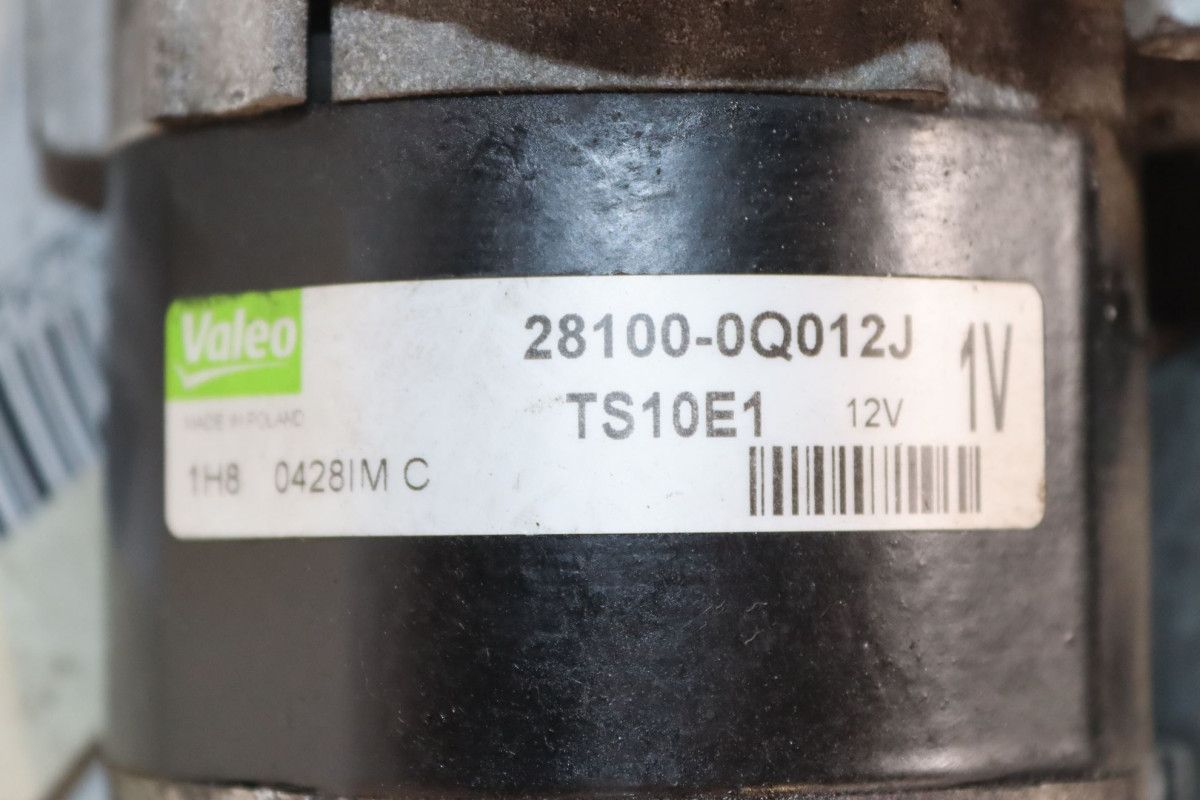 Valeo
28100-0Q012J
1V
TS10E1 12V
MADE IN POLAND
1H8 0428IM C